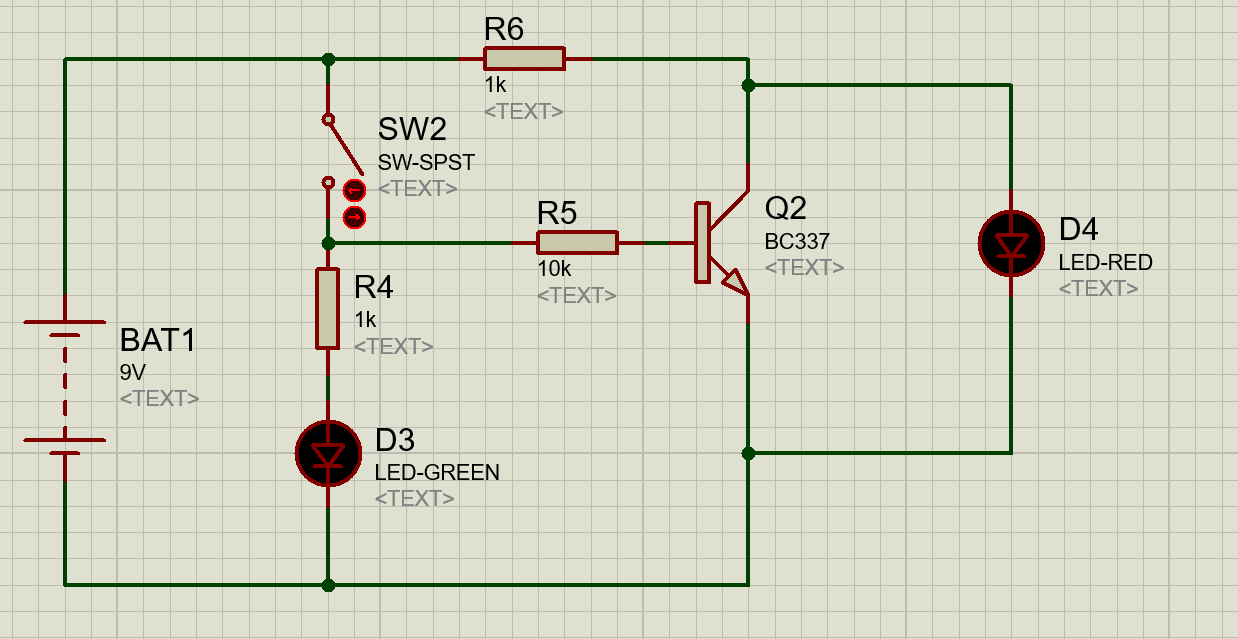 R6
1k
<TEXT>
SW2
SW-SPST
<TEXT>
R5
10k
<TEXT>
Q2
BC337
<TEXT>
D4
LED-RED
<TEXT>
R4
1k
<TEXT>
BAT1
9V
<TEXT>
D3
LED-GREEN
<TEXT>